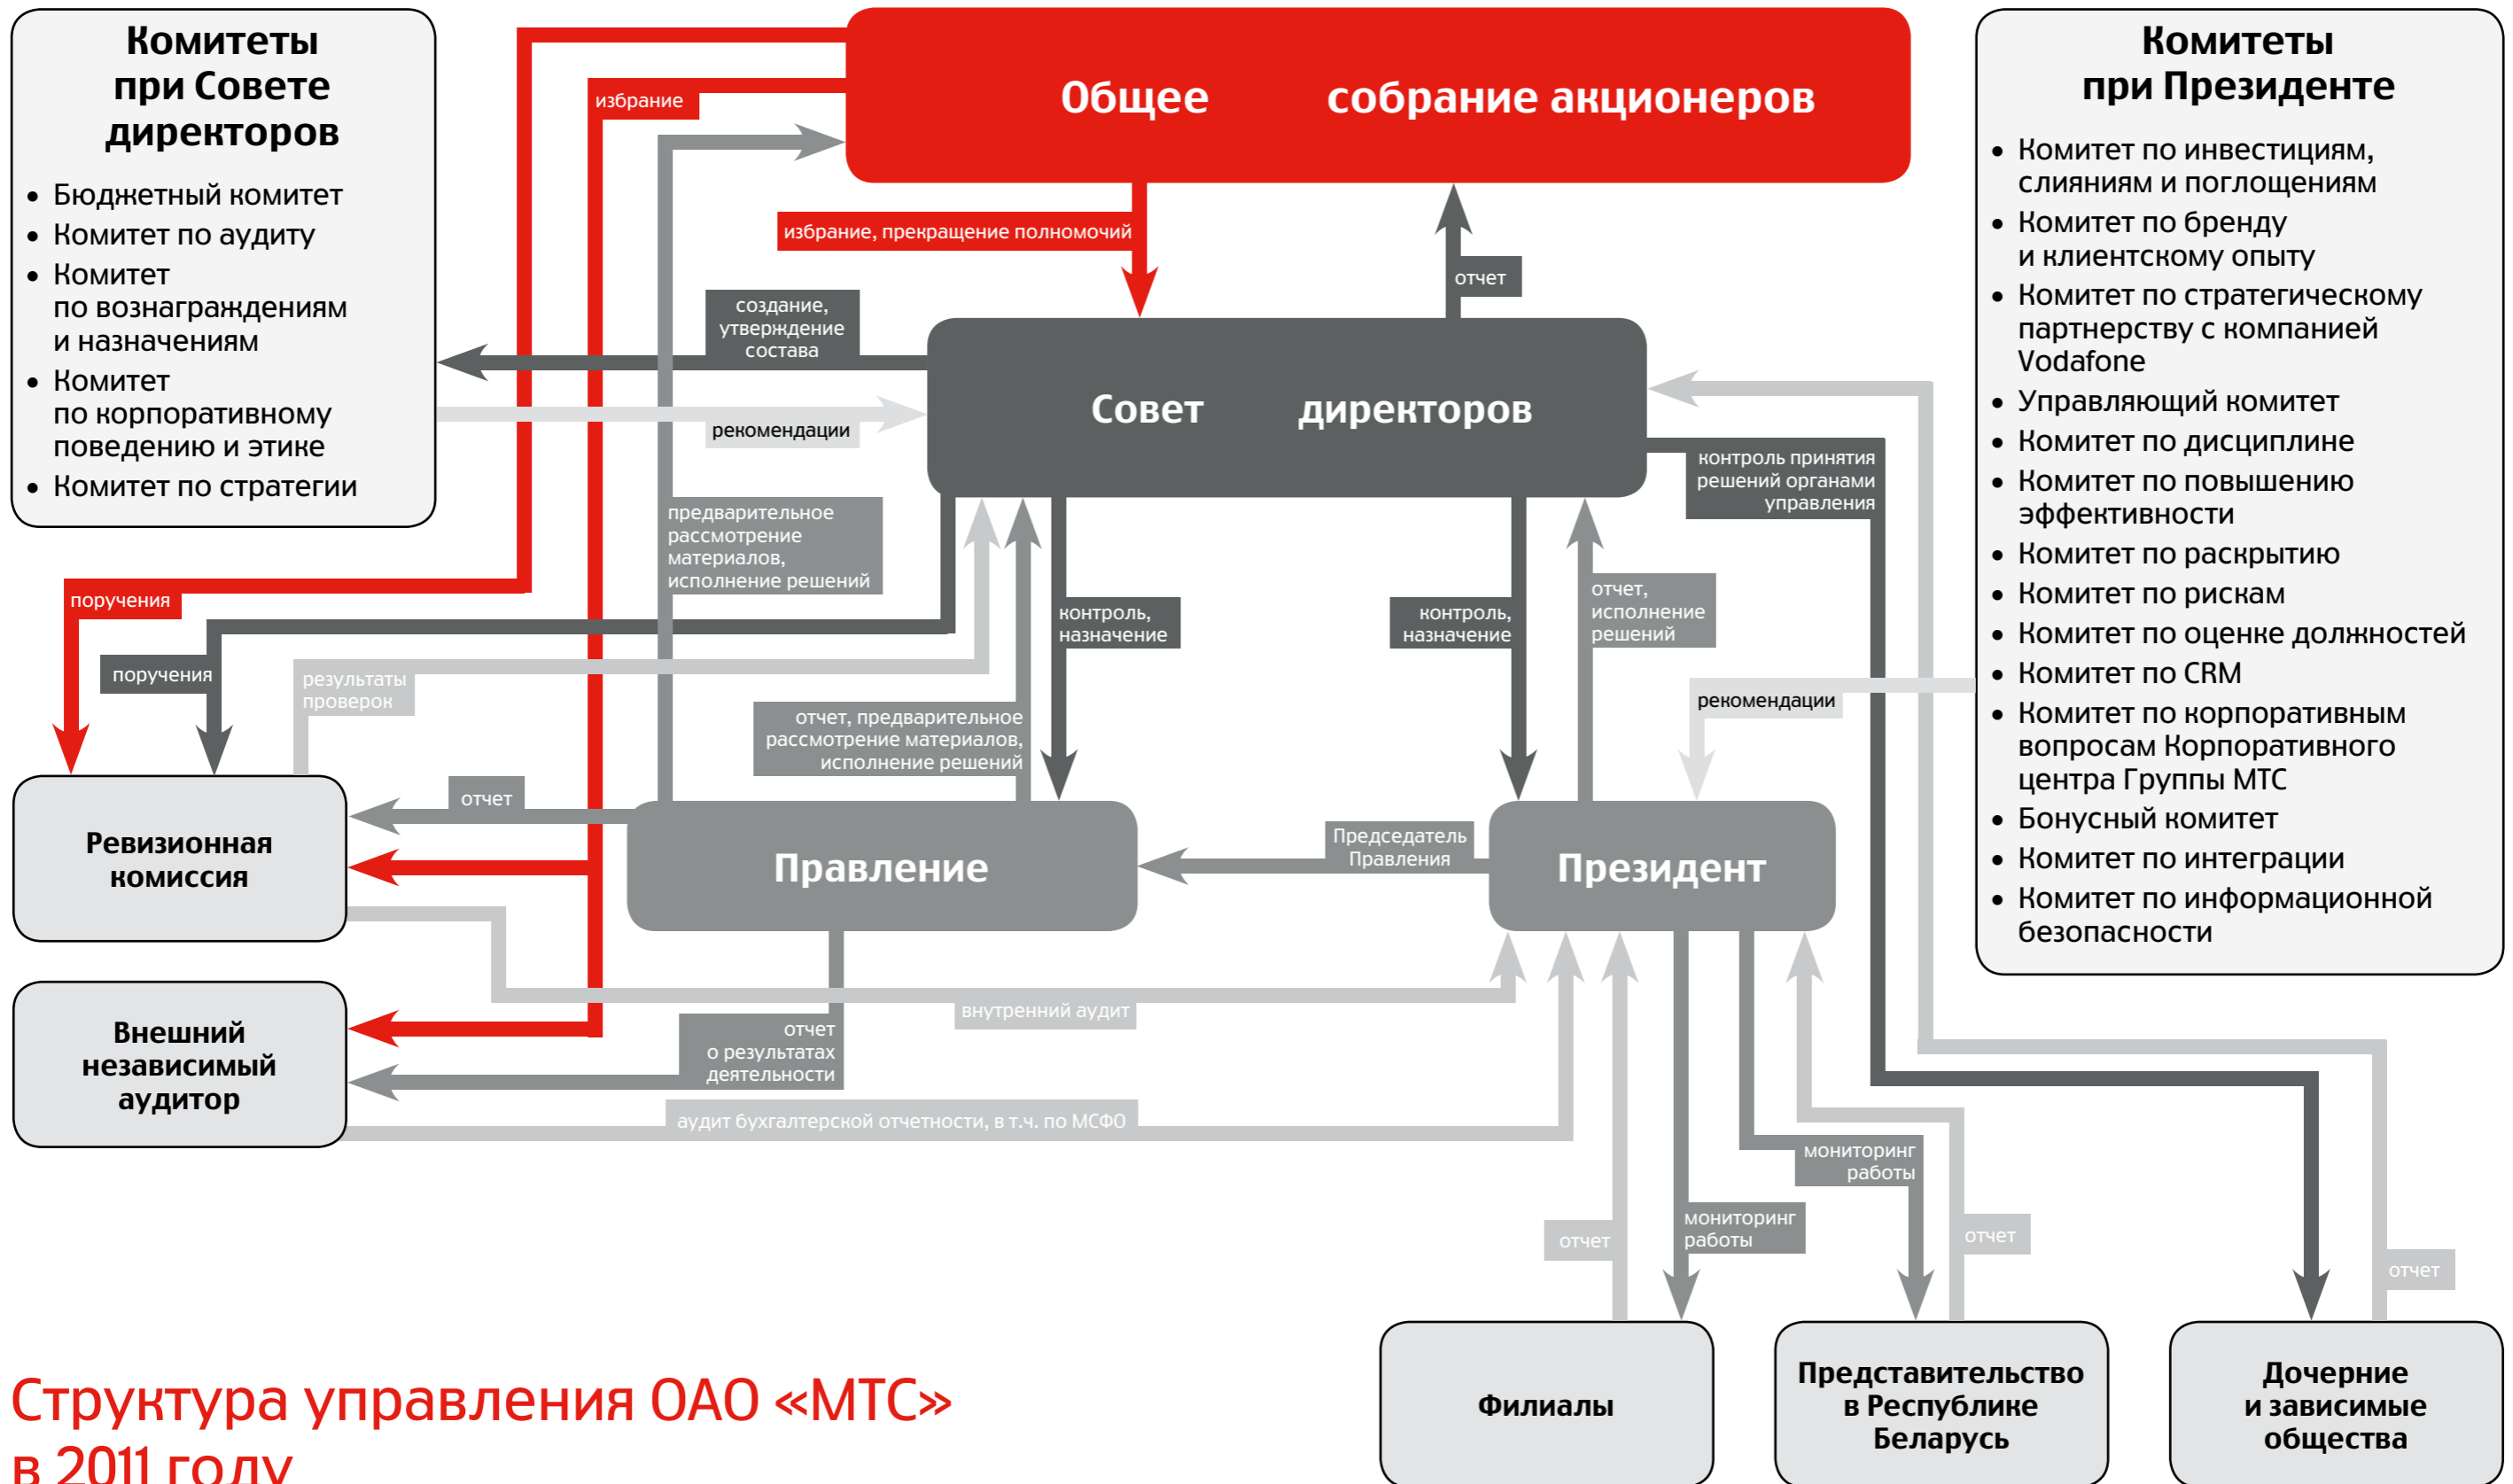 Комитеты
при Совете
директоров
• Бюджетный комитет
• Комитет по аудиту
• Комитет
по вознаграждениям
и назначениям
• Комитет
по корпоративному
поведению и этике
• Комитет по стратегии
Общее собрание акционеров
Комитеты
при Президенте
• Комитет по инвестициям,
слияниям и поглощениям
• Комитет по бренду
и клиентскому опыту
• Комитет по стратегическому
партнерству с компанией
Vodafone
• Управляющий комитет
• Комитет по дисциплине
• Комитет по повышению
эффективности
• Комитет по раскрытию
• Комитет по рискам
• Комитет по оценке должностей
• Комитет по CRM
• Комитет по корпоративным
вопросам Корпоративного
центра Группы МТС
• Бонусный комитет
• Комитет по интеграции
• Комитет по информационной
безопасности
избрание
избрание, прекращение полномочий
отчет
создание,
утверждение
состава
Совет директоров
рекомендации
контроль принятия
решений органами
управления
предварительное
рассмотрение
материалов,
исполнение решений
поручения
поручения
результаты
проверок
контроль,
назначение
контроль,
назначение
отчет,
исполнение
решений
рекомендации
отчет, предварительное
рассмотрение материалов,
исполнение решений
отчет
Ревизионная
комиссия
Правление
Председатель
Правления
Президент
внутренний аудит
Внешний
независимый
аудитор
отчет
о результатах
деятельности
аудит бухгалтерской отчетности, в т.ч. по МСФО
мониторинг
работы
мониторинг
работы
отчет
отчет
отчет
Филиалы
Представительство
в Республике
Беларусь
Дочерние
и зависимые
общества
Структура управления ОАО «МТС»
в 2011 году